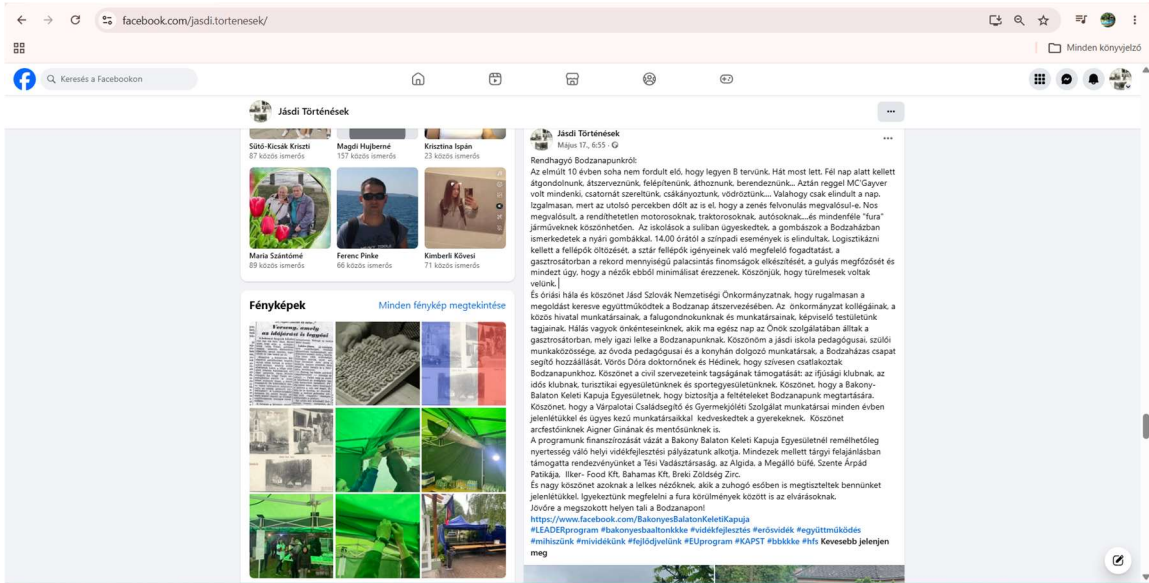 facebook.com/jasdi.tortenesek/
Minden könyvjelző
Keresés a Facebookon
Jásdi Történések
Sütő-Kicsák Kriszti
87 közös ismerős
Magdi Hujberné
157 közös ismerős
Krisztina Ispán
23 közös ismerős
Maria Szántómé
89 közös ismerős
Ferenc Pinke
66 közös ismerős
Kimberli Kövesi
71 közös ismerős
Fényképek
Minden fénykép megtekintése
Verseny, amely
az időjárást is legyőzi
Jásdi Történések
Május 17., 6:55
Rendhagyó Bodzanapunkról:
Az elmúlt 10 évben soha nem fordult elő, hogy legyen B tervünk. Hát most lett. Fél nap alatt kellett
átgondolnunk, átszerveznünk, felépítenünk, áthoznunk, berendeznünk... Aztán reggel MC'Gayver
volt mindenki, csatornát szereltünk, csákányoztunk, vödröztünk.... Valahogy csak elindult a nap.
Izgalmasan, mert az utolsó percekben dőlt az is el, hogy a zenés felvonulás megvalósul-e. Nos
megvalósult, a rendíthetetlen motorosoknak, traktorosoknak, autósoknak....és mindenféle "fura"
járműveknek köszönhetően. Az iskolások a suliban ügyeskedtek, a gombászok a Bodzaházban
ismerkedetek a nyári gombákkal. 14.00 órától a színpadi események is elindultak. Logisztikázni
kellett a fellépők öltözését, a sztár fellépők igényeinek való megfelelő fogadtatást, a
gasztrosátorban a rekord mennyiségű palacsintás finomságok elkészítését, a gulyás megfőzését és
mindezt úgy, hogy a nézők ebből minimálisat érezzenek. Köszönjük, hogy türelmesek voltak
velünk.
És óriási hála és köszönet Jásd Szlovák Nemzetiségi Önkormányzatnak, hogy rugalmasan a
megoldást keresve együttműködtek a Bodzanap átszervezésében. Az önkormányzat kollégáinak, a
közös hivatal munkatársainak, a falugondnokunknak és munkatársainak, képviselő testületünk
tagjainak. Hálás vagyok önkénteseinknek, akik ma egész nap az Önök szolgálatában álltak a
gasztrosátorban, mely igazi lelke a Bodzanapunknak. Köszönöm a jásdi iskola pedagógusai, szülői
munkaközössége, az óvoda pedagógusai és a konyhán dolgozó munkatársak, a Bodzaházas csapat
segítő hozzáállását. Vörös Dóra doktornőnek és Hédinek, hogy szívesen csatlakoztak
Bodzanapunkhoz. Köszönet a civil szervezeteink tagságának támogatását: az ifjúsági klubnak, az
idős klubnak, turisztikai egyesületünknek és sportegyesületünknek. Köszönet, hogy a Bakony-
Balaton Keleti Kapuja Egyesületnek, hogy biztosítja a feltételeket Bodzanapunk megtartására.
Köszönet, hogy a Várpalotai Családsegítő és Gyermekjóléti Szolgálat munkatársai minden évben
jelenlétükkel és ügyes kezű munkatársaikkal kedveskedtek a gyerekeknek. Köszönet
arcfestőinknek Aigner Ginának és mentősünknek is.
A programunk finanszírozását vázát a Bakony Balaton Keleti Kapuja Egyesületnél remélhetőleg
nyertesség váló helyi vidékfejlesztési pályázatunk alkotja. Mindezek mellett tárgyi felajánlásban
támogatta rendezvényünket a Tési Vadásztársaság, az Algida, a Megálló büfé, Szente Árpád
Patikája, Ilker- Food Kft, Bahamas Kft, Breki Zöldség Zirc.
És nagy köszönet azoknak a lelkes nézőknek, akik a zuhogó esőben is megtiszteltek bennünket
jelenlétükkel. Igyekeztünk megfelelni a fura körülmények között is az elvárásoknak.
Jövőre a megszokott helyen tali a Bodzanapon!
https://www.facebook.com/BakonyesBalatonKeletiKapuja
#LEADERprogram #bakonyesbaaltonkkke #vidékfejlesztés #erősvidék #együttműködés
#mihiszünk #mividékünk #fejlődjvelünk #EUprogram #KAPST #bbkkke #hfs Kevesebb jelenjen
meg